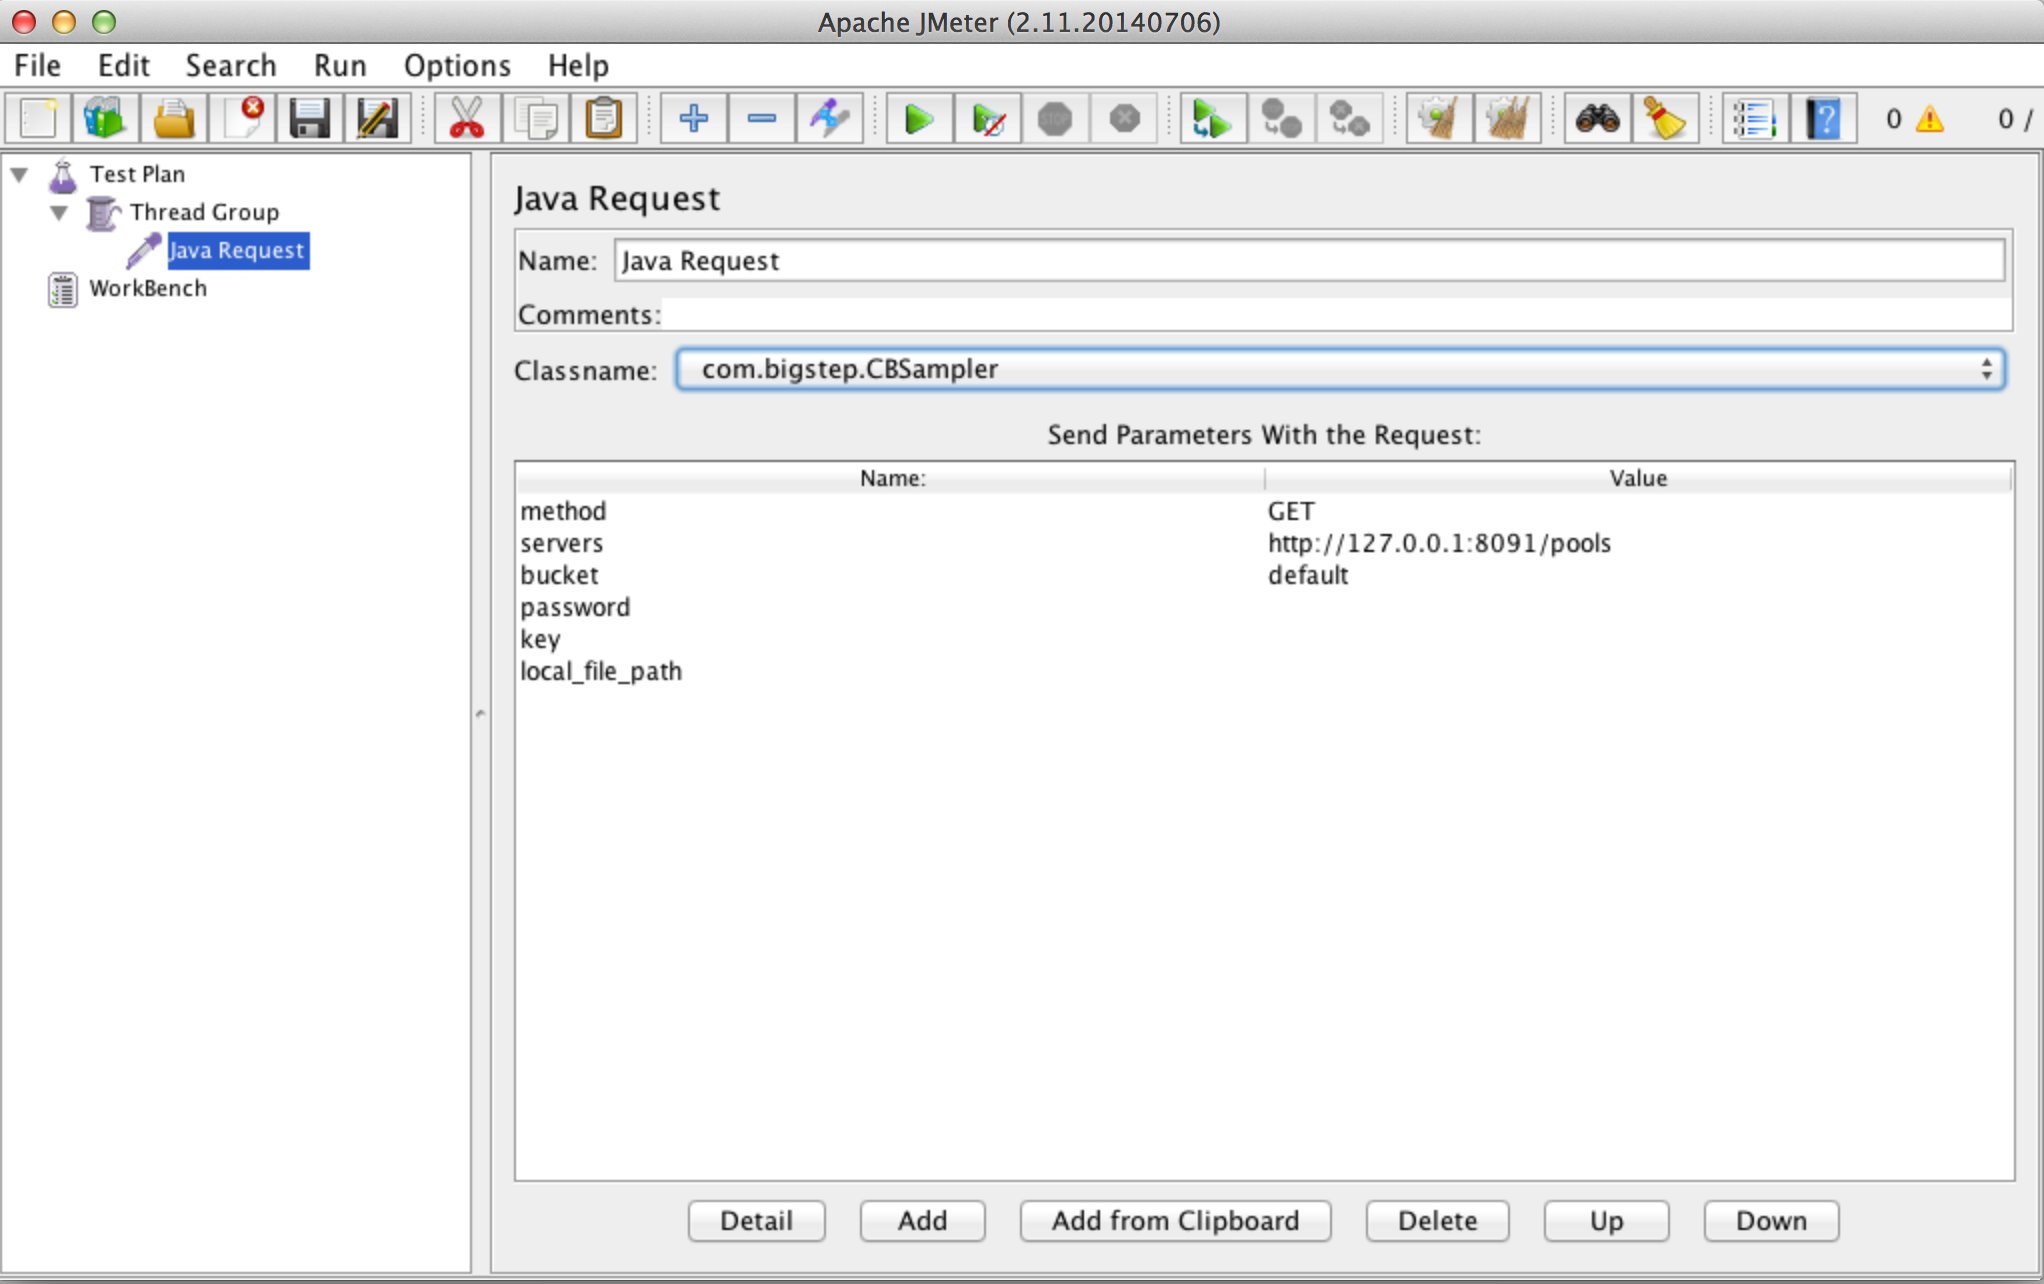 Apache JMeter (2.11.20140706)
File Edit Search Run Options Help
STOP
?
0 0 /
Test Plan
Thread Group
Java Request
WorkBench
Java Request
Name: Java Request
Comments:
Classname: com.bigstep.CBSampler
Send Parameters With the Request:
Name: Value
method GET
servers http://127.0.0.1:8091/pools
bucket default
password
key
local_file_path
Detail Add Add from Clipboard Delete Up Down